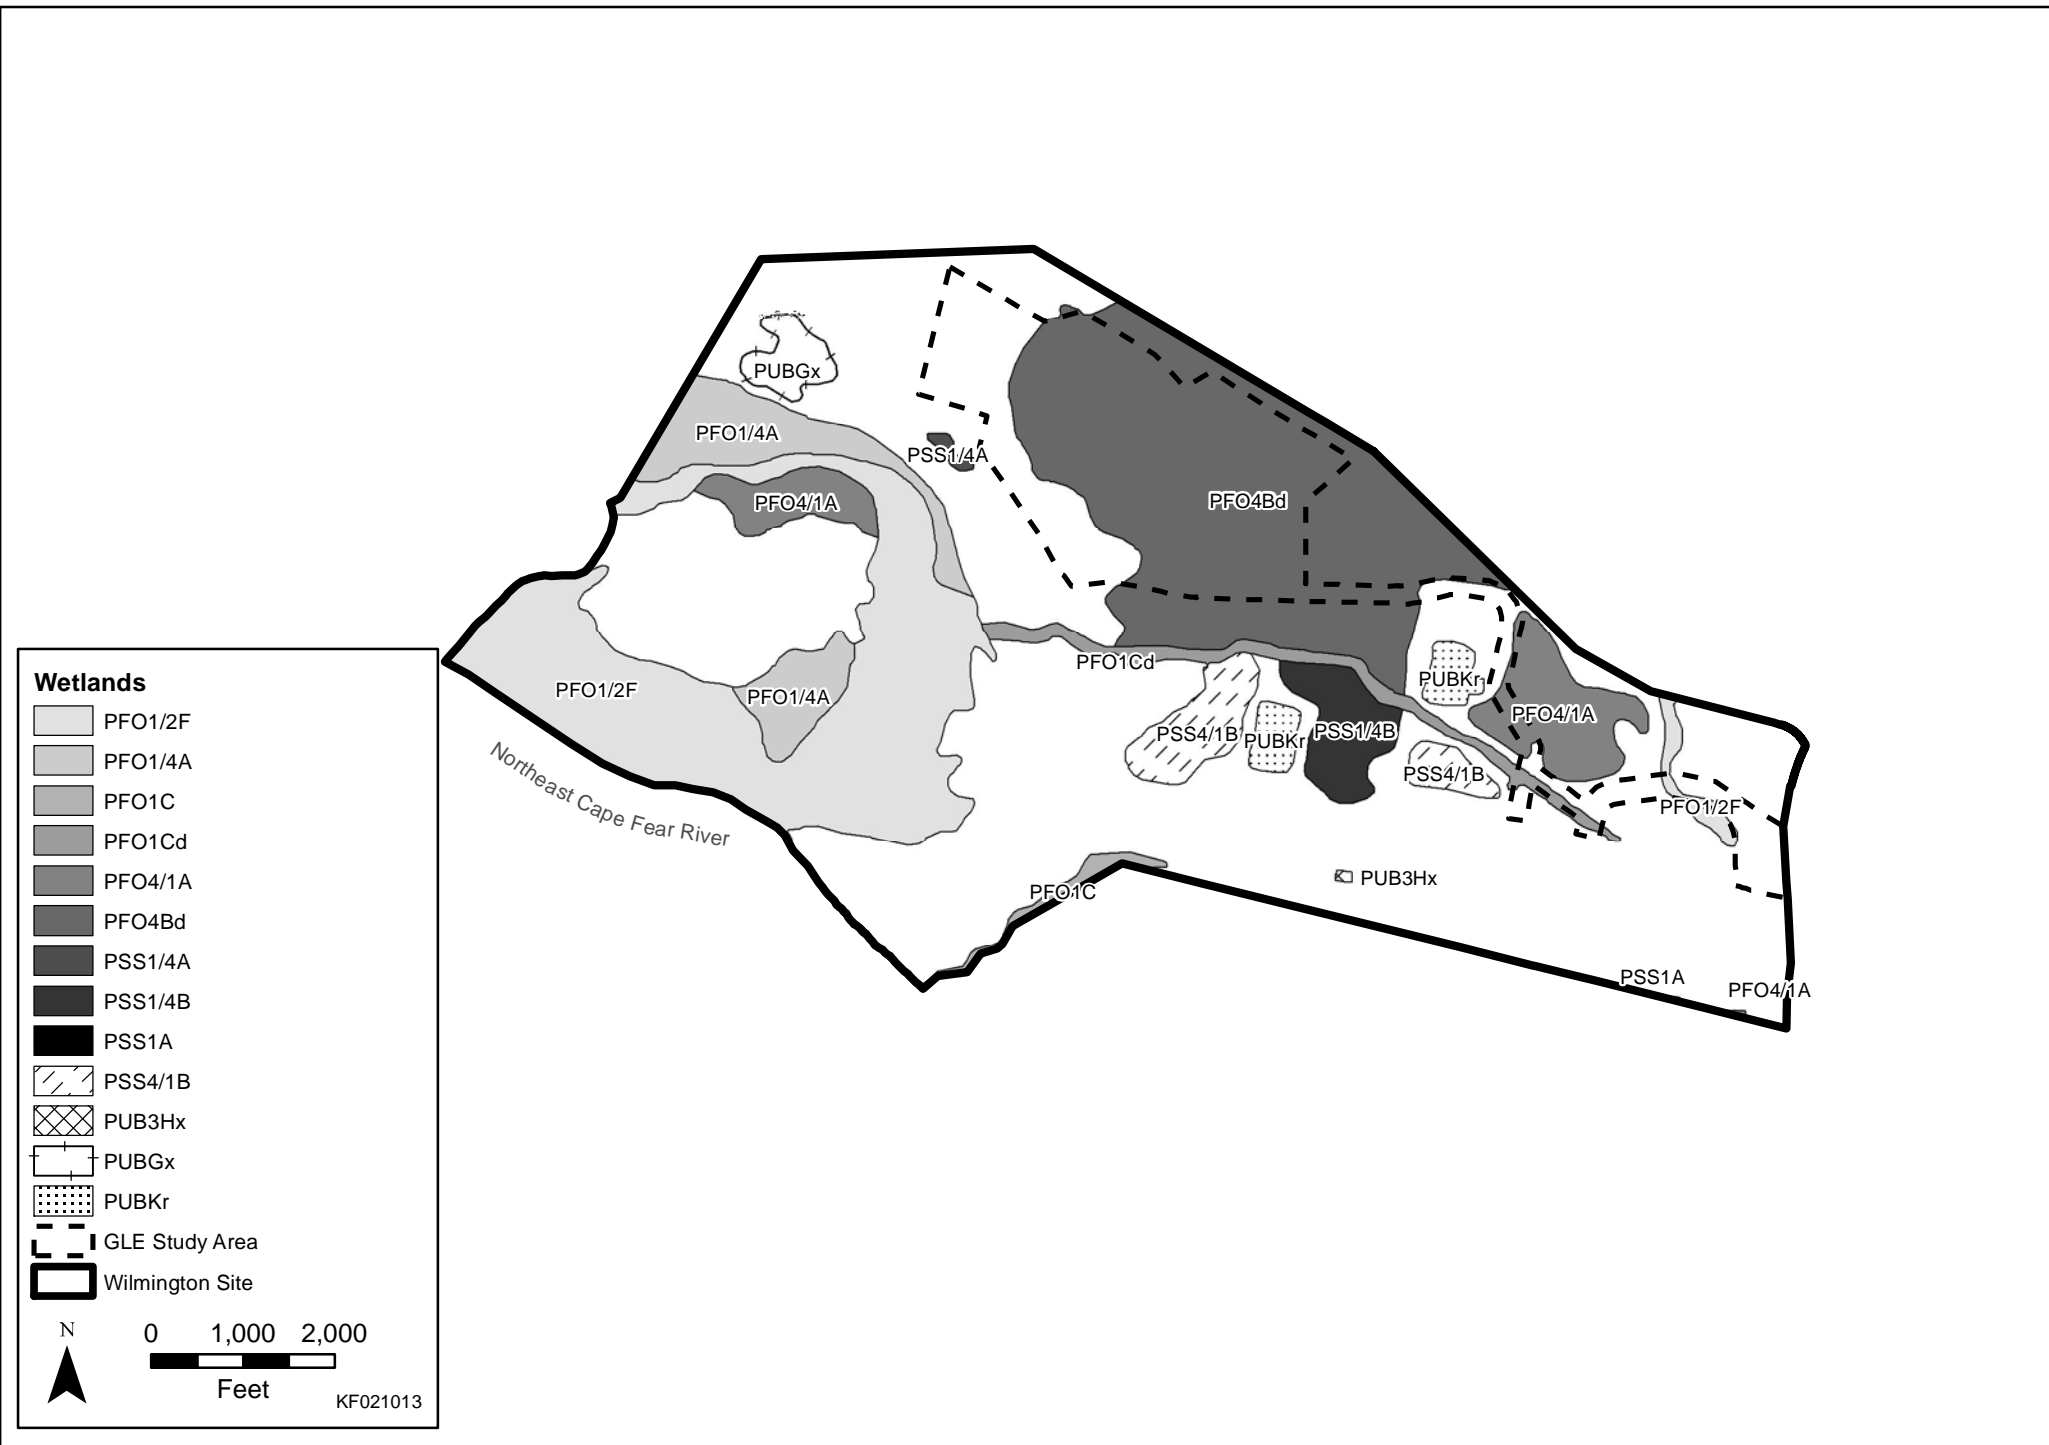 PUBGx
PFO1/4A
PSS1/4A
PFO4/1A
PFO4Bd
PFO1Cd
PUBKr
PFO1/2F
PFO1/4A
PFO4/1A
PSS4/1B
PUBKr
PSS1/4B
PSS4/1B
PFO1/2F
Northeast Cape Fear River
PFO1C
PUB3Hx
PSS1A
PFO4/1A
Wetlands
PFO1/2F
PFO1/4A
PFO1C
PFO1Cd
PFO4/1A
PFO4Bd
PSS1/4A
PSS1/4B
PSS1A
PSS4/1B
PUB3Hx
PUBGx
PUBKr
GLE Study Area
Wilmington Site
N
0 1,000 2,000
Feet
KF021013